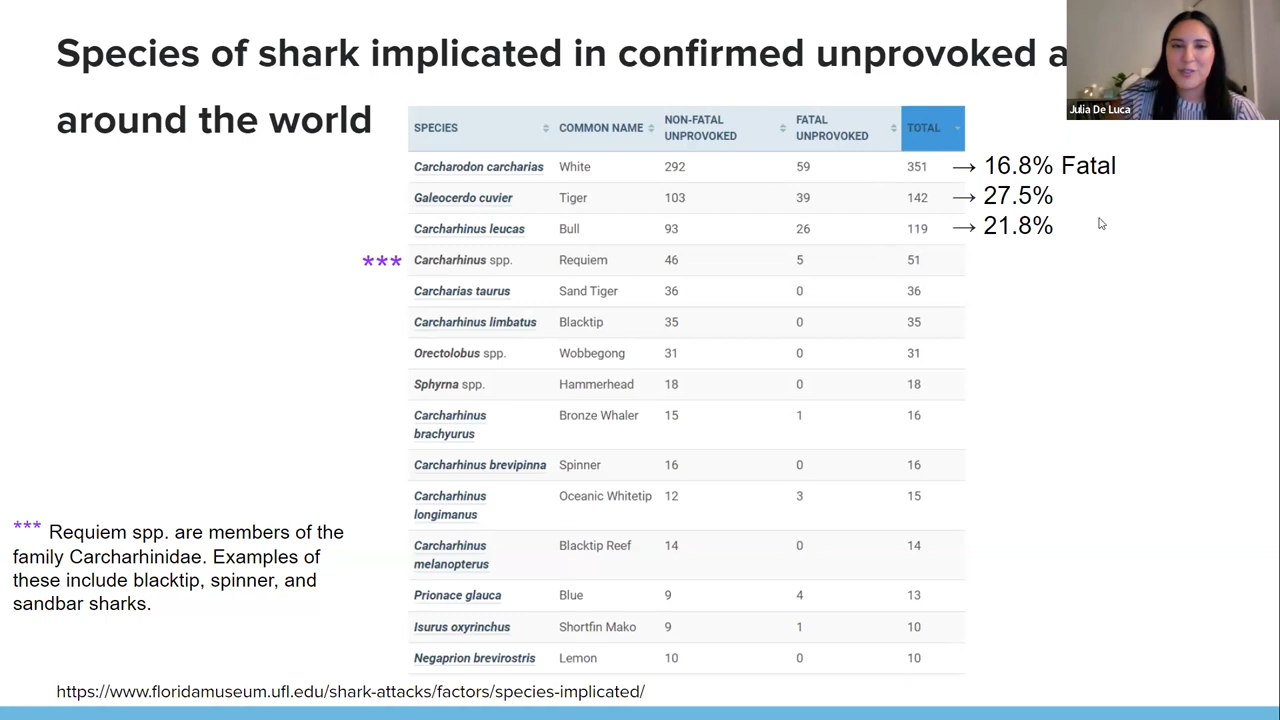 Species of shark implicated in confirmed unprovoked a
around the world
Julia De Luca
SPECIES COMMON NAME NON-FATAL UNPROVOKED FATAL UNPROVOKED TOTAL
Carcharodon carcharias White 292 59 351 → 16.8% Fatal
Galeocerdo cuvier Tiger 103 39 142 → 27.5%
Carcharhinus leucas Bull 93 26 119 → 21.8%
*** Carcharhinus spp. Requiem 46 5 51
Carcharias taurus Sand Tiger 36 0 36
Carcharhinus limbatus Blacktip 35 0 35
Orectolobus spp. Wobbegong 31 0 31
Sphyrna spp. Hammerhead 18 0 18
Carcharhinus brachyurus Bronze Whaler 15 1 16
Carcharhinus brevipinna Spinner 16 0 16
Carcharhinus longimanus Oceanic Whitetip 12 3 15
Carcharhinus melanopterus Blacktip Reef 14 0 14
Prionace glauca Blue 9 4 13
Isurus oxyrinchus Shortfin Mako 9 1 10
Negaprion brevirostris Lemon 10 0 10
*** Requiem spp. are members of the
family Carcharhinidae. Examples of
these include blacktip, spinner, and
sandbar sharks.
https://www.floridamuseum.ufl.edu/shark-attacks/factors/species-implicated/